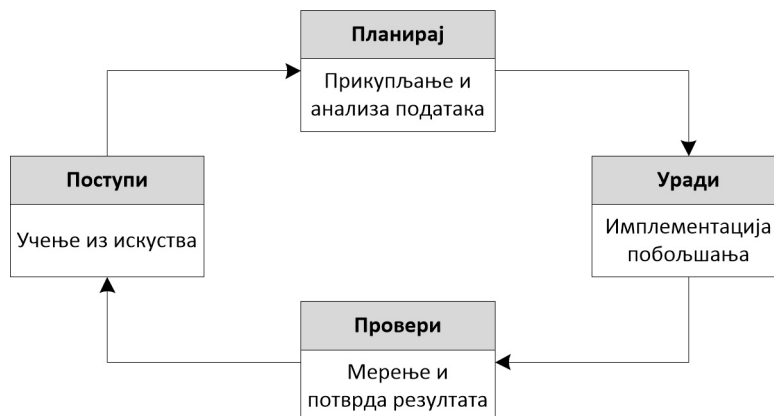 Планирај
Прикупљање и
анализа података
Поступи
Учење из искуства
Уради
Имплементација
побољшања
Провери
Мерење и
потврда резултата